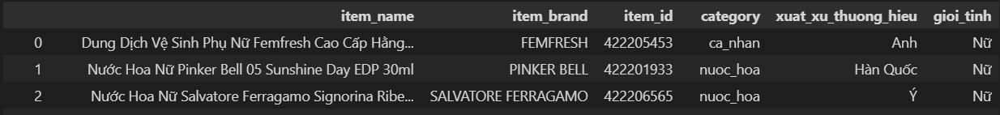 item_name item_brand item_id category xuat_xu_thuong_hieu gioi_tinh
0 Dung Dịch Vệ Sinh Phụ Nữ Femfresh Cao Cấp Hằng... FEMFRESH 422205453 ca_nhan Anh Nữ
1 Nước Hoa Nữ Pinker Bell 05 Sunshine Day EDP 30ml PINKER BELL 422201933 nuoc_hoa Hàn Quốc Nữ
2 Nước Hoa Nữ Salvatore Ferragamo Signorina Ribe... SALVATORE FERRAGAMO 422206565 nuoc_hoa Ý Nữ